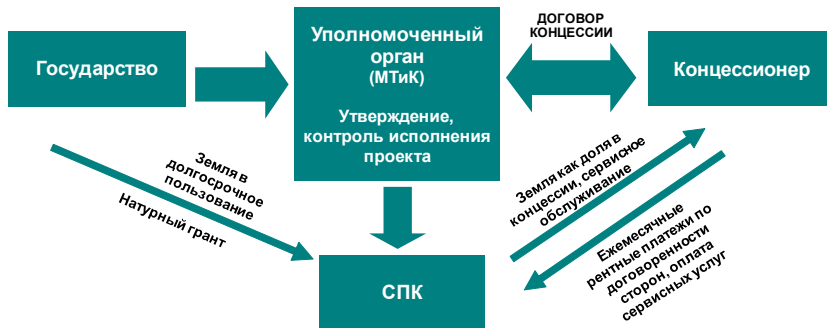 ДОГОВОР
КОНЦЕССИИ
Государство
Уполномоченный
орган
(МТиК)
Утверждение,
контроль исполнения
проекта
Концессионер
Земля в
долгосрочное
пользование
Натурный грант
Земля как доля в
концессии, сервисное
обслуживание
Ежемесячные
рентные платежи по
договоренности
сторон, оплата
сервисных услуг
СПК